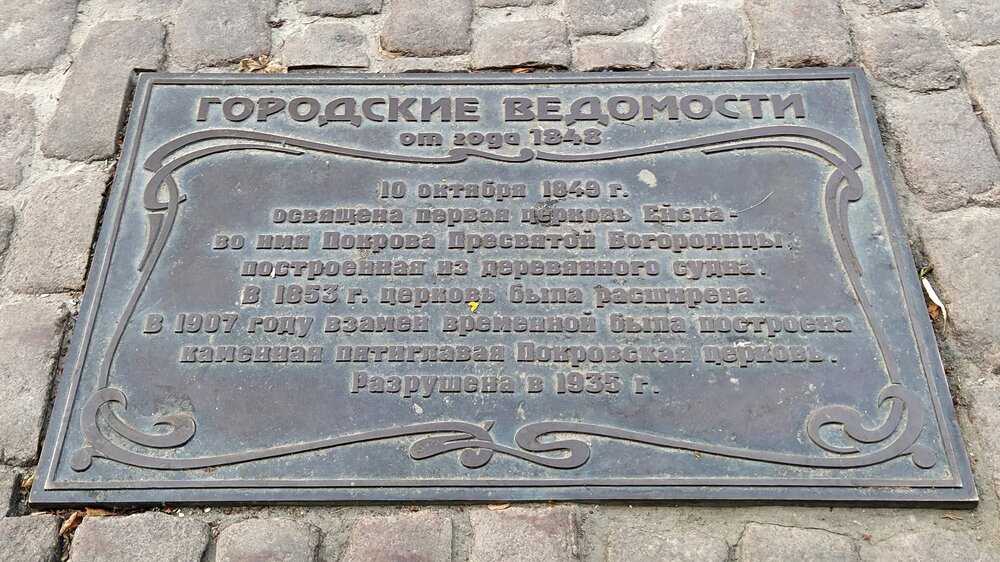 ГОРОДСКИЕ ВЕДОМОСТИ
от года 1848
10 октября 1849 г.
освящена первая церковь Ейска -
во имя Покрова Пресвятой Богородицы,
построенная из деревянного судна.
В 1853 г. церковь была расширена.
В 1907 году взамен временной была построена
каменная пятиглавая Покровская церковь.
Разрушена в 1935 г.